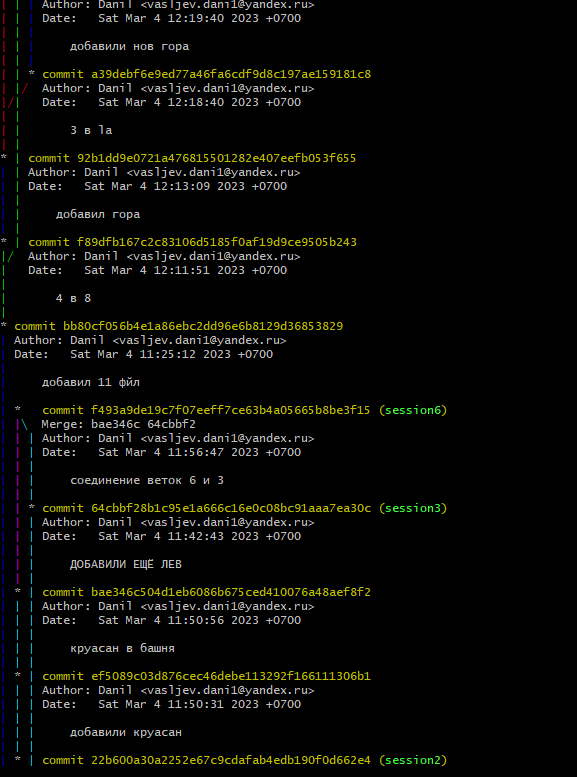 Author: Danil <vasljev.dani1@yandex.ru>
Date: Sat Mar 4 12:19:40 2023 +0700
добавили нов гора
* commit a39debf6e9ed77a46fa6cdf9d8c197ae159181c8
Author: Danil <vasljev.dani1@yandex.ru>
Date: Sat Mar 4 12:18:40 2023 +0700
3 в la
* commit 92b1dd9e0721a476815501282e407eefb053f655
Author: Danil <vasljev.dani1@yandex.ru>
Date: Sat Mar 4 12:13:09 2023 +0700
добавил гора
* commit f89dfb167c2c83106d5185f0af19d9ce9505b243
Author: Danil <vasljev.dani1@yandex.ru>
Date: Sat Mar 4 12:11:51 2023 +0700
4 в 8
* commit bb80cf056b4e1a86ebc2dd96e6b8129d36853829
Author: Danil <vasljev.dani1@yandex.ru>
Date: Sat Mar 4 11:25:12 2023 +0700
добавил 11 фйл
* commit f493a9de19c7f07eeff7ce63b4a05665b8be3f15 (session6)
Merge: bae346c 64cbbf2
Author: Danil <vasljev.dani1@yandex.ru>
Date: Sat Mar 4 11:56:47 2023 +0700
соединение веток 6 и 3
* commit 64cbbf28b1c95e1a666c16e0c08bc91aaa7ea30c (session3)
Author: Danil <vasljev.dani1@yandex.ru>
Date: Sat Mar 4 11:42:43 2023 +0700
ДОБАВИЛИ ЕЩЁ ЛЕВ
* commit bae346c504d1eb6086b675ced410076a48aef8f2
Author: Danil <vasljev.dani1@yandex.ru>
Date: Sat Mar 4 11:50:56 2023 +0700
круасан в башня
* commit ef5089c03d876cec46debe113292f166111306b1
Author: Danil <vasljev.dani1@yandex.ru>
Date: Sat Mar 4 11:50:31 2023 +0700
добавили круасан
* commit 22b600a30a2252e67c9cdafab4edb190f0d662e4 (session2)